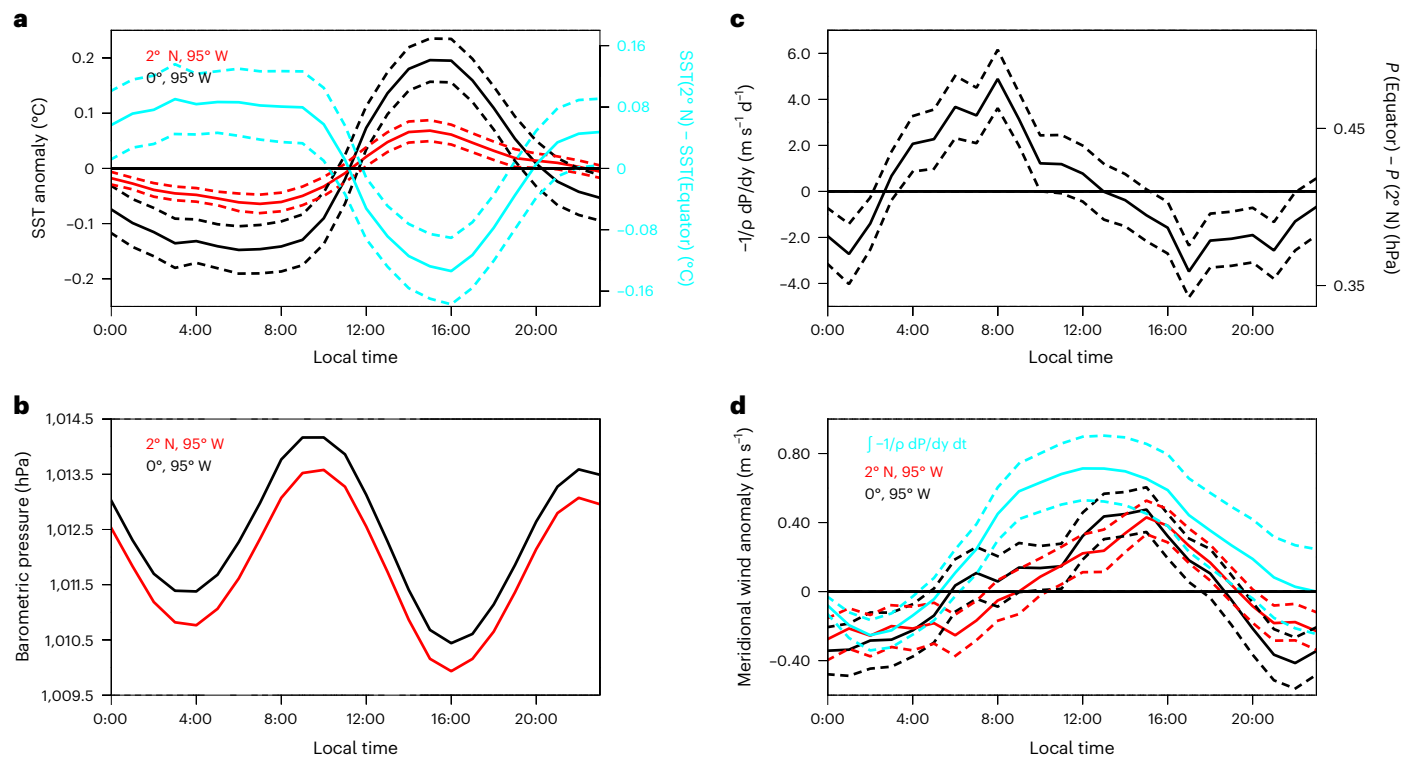 a
SST anomaly (°C)
0.2
0.1
0
−0.1
−0.2
2° N, 95° W
0°, 95° W
0.16
0.08
0
−0.08
−0.16
SST(2° N) − SST(Equator) (°C)
0:00 4:00 8:00 12:00 16:00 20:00
Local time
c
−1/ρ dP/dy (m s⁻¹ d⁻¹)
6.0
4.0
2.0
0
−2.0
−4.0
0.45
0.35
P (Equator) − P (2° N) (hPa)
0:00 4:00 8:00 12:00 16:00 20:00
Local time
b
Barometric pressure (hPa)
1,014.5
1,013.5
1,012.5
1,011.5
1,010.5
1,009.5
2° N, 95° W
0°, 95° W
0:00 4:00 8:00 12:00 16:00 20:00
Local time
d
Meridional wind anomaly (m s⁻¹)
0.80
0.40
0
−0.40
∫ −1/ρ dP/dy dt
2° N, 95° W
0°, 95° W
0:00 4:00 8:00 12:00 16:00 20:00
Local time